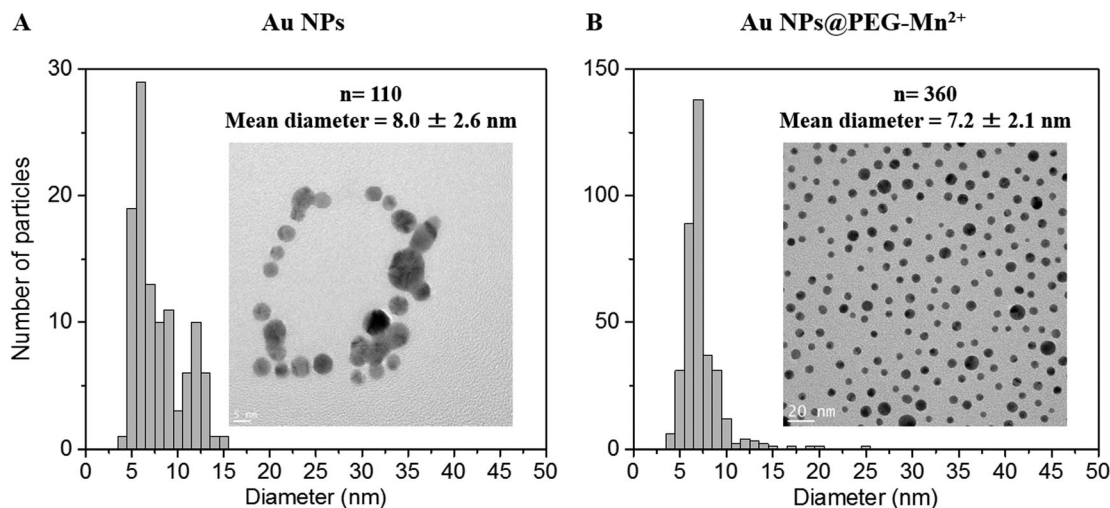 A
Au NPs
n= 110
Mean diameter = 8.0 ± 2.6 nm
Number of particles
30
20
10
0
5 nm
0 5 10 15 20 25 30 35 40 45 50
Diameter (nm)
B
Au NPs@PEG-Mn²⁺
n= 360
Mean diameter = 7.2 ± 2.1 nm
150
100
50
0
20 nm
0 5 10 15 20 25 30 35 40 45 50
Diameter (nm)